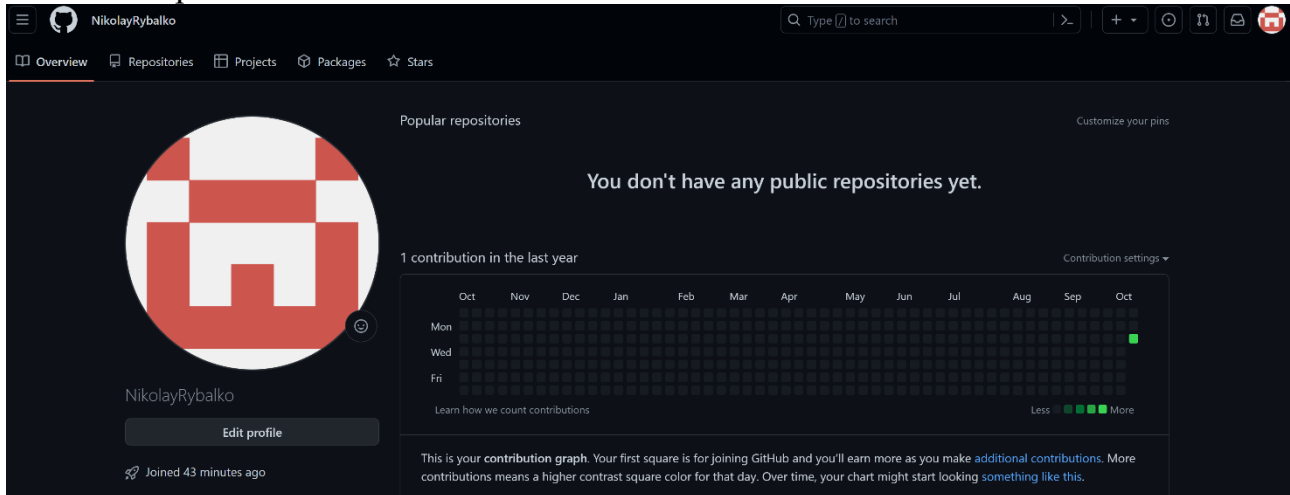 NikolayRybalko
Type / to search
Overview Repositories Projects Packages Stars
Popular repositories
Customize your pins
You don't have any public repositories yet.
1 contribution in the last year
Contribution settings
Oct Nov Dec Jan Feb Mar Apr May Jun Jul Aug Sep Oct
Mon
Wed
Fri
Learn how we count contributions
Less More
NikolayRybalko
Edit profile
Joined 43 minutes ago
This is your contribution graph. Your first square is for joining GitHub and you'll earn more as you make additional contributions. More
contributions means a higher contrast square color for that day. Over time, your chart might start looking something like this.